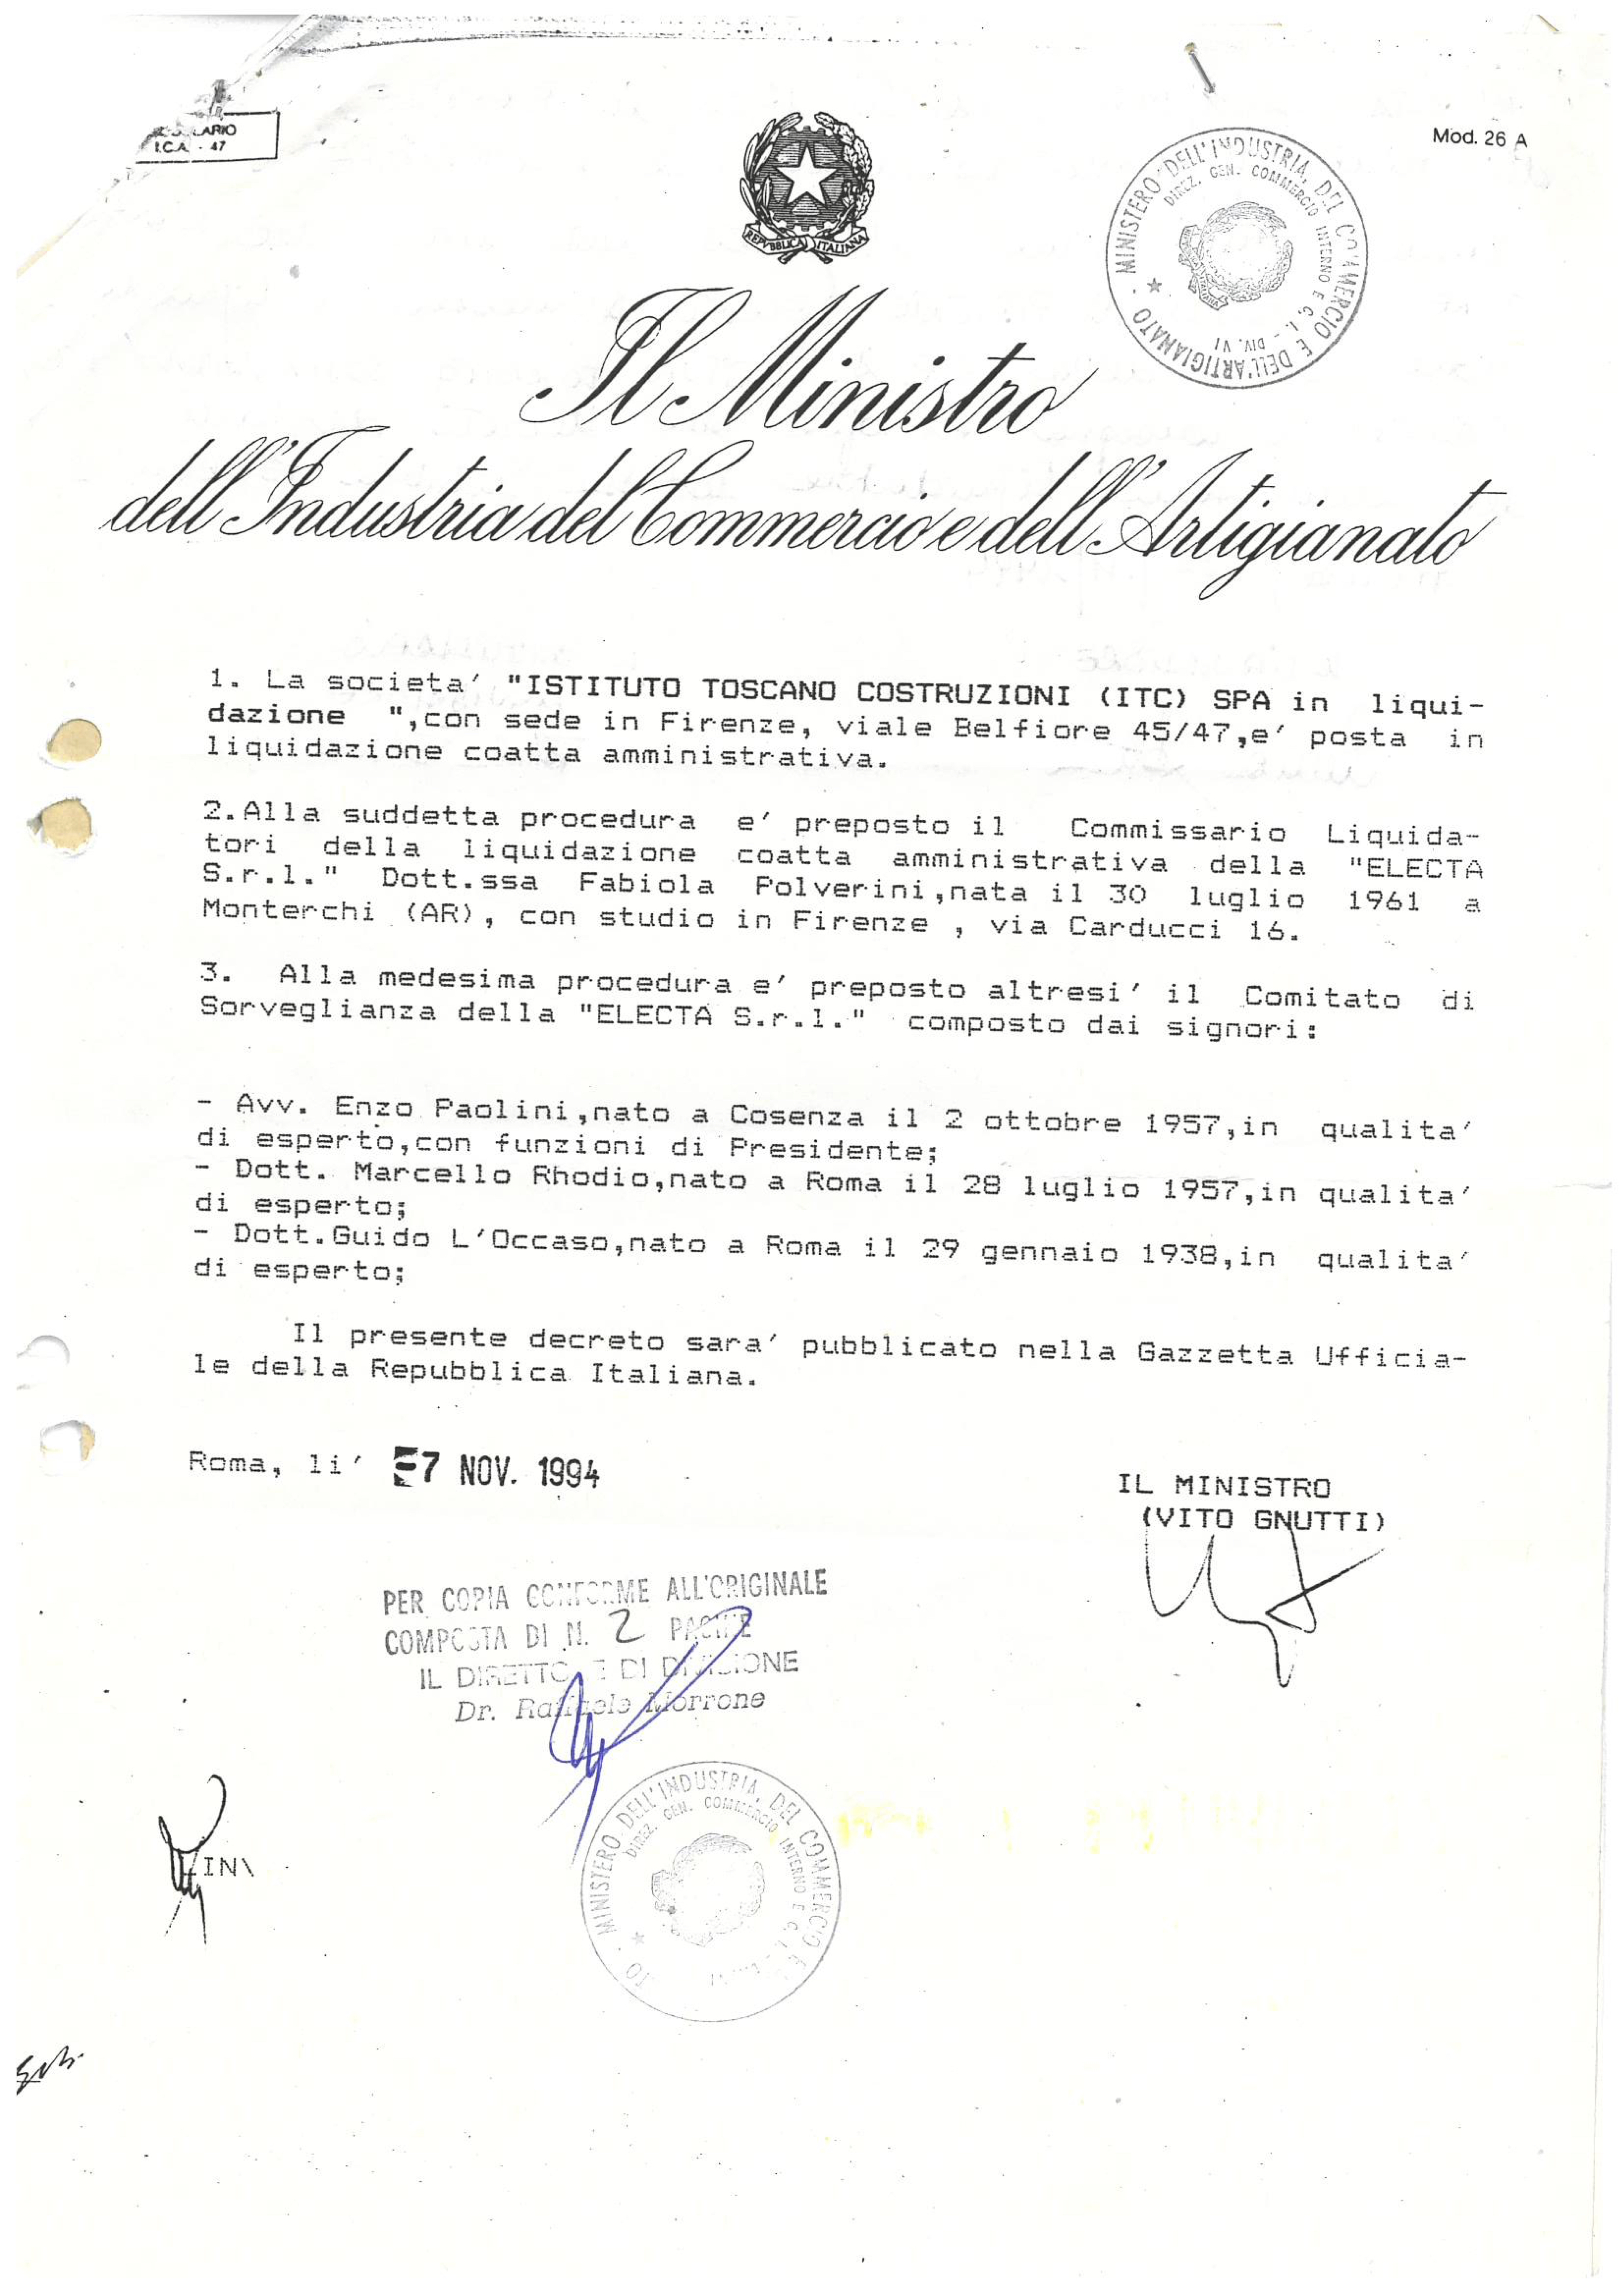 LARIO
I.C.A. - 47
Mod. 26 A
REPVBBLICA ITALIANA
MINISTERO DELL'INDUSTRIA, DEL COMMERCIO E DELL'ARTIGIANATO
DIREZ. GEN. COMMERCIO INTERNO E C. I. - DIV. VI
Il Ministro
dell'Industria del Commercio e dell'Artigianato
1. La societa' "ISTITUTO TOSCANO COSTRUZIONI (ITC) SPA in liqui-
dazione ",con sede in Firenze, viale Belfiore 45/47,e' posta in
liquidazione coatta amministrativa.
2.Alla suddetta procedura e' preposto il Commissario Liquida-
tori della liquidazione coatta amministrativa della "ELECTA
S.r.l." Dott.ssa Fabiola Polverini,nata il 30 luglio 1961 a
Monterchi (AR), con studio in Firenze , via Carducci 16.
3. Alla medesima procedura e' preposto altresi' il Comitato di
Sorveglianza della "ELECTA S.r.l." composto dai signori:
- Avv. Enzo Paolini,nato a Cosenza il 2 ottobre 1957,in qualita'
di esperto,con funzioni di Presidente;
- Dott. Marcello Rhodio,nato a Roma il 28 luglio 1957,in qualita'
di esperto;
- Dott.Guido L'Occaso,nato a Roma il 29 gennaio 1938,in qualita'
di esperto;
Il presente decreto sara' pubblicato nella Gazzetta Ufficia-
le della Repubblica Italiana.
Roma, li' -7 NOV. 1994
IL MINISTRO
(VITO GNUTTI)
PER COPIA CONFORME ALL'ORIGINALE
COMPOSTA DI N. 2 PAGINE
IL DIRETTORE DI DIVISIONE
Dr. Raffaele Morrone
MINISTERO DELL'INDUSTRIA, DEL COMMERCIO E
DIREZ. GEN. COMMERCIO INTERNO E C. I.